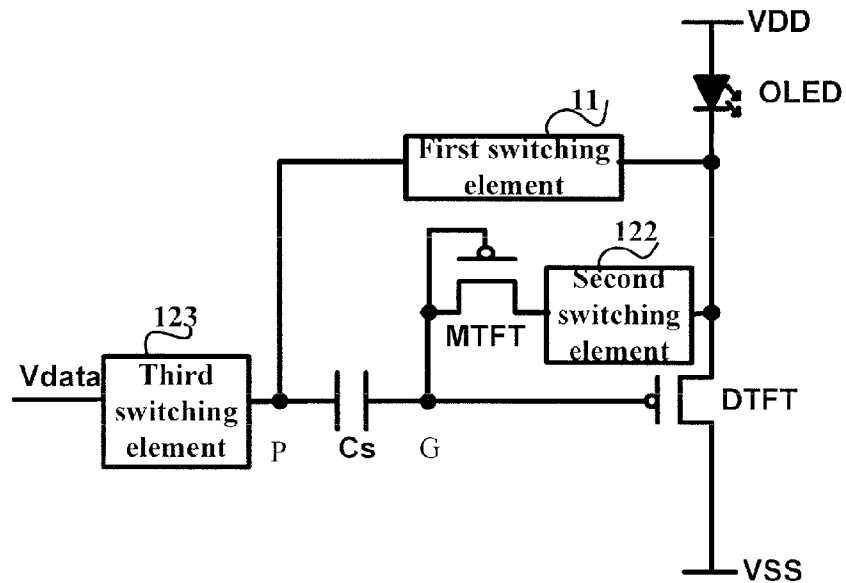 VDD
OLED
11
First switching
element
122
Second
switching
element
MTFT
123
Vdata
Third
switching
element
DTFT
P
Cs
G
VSS